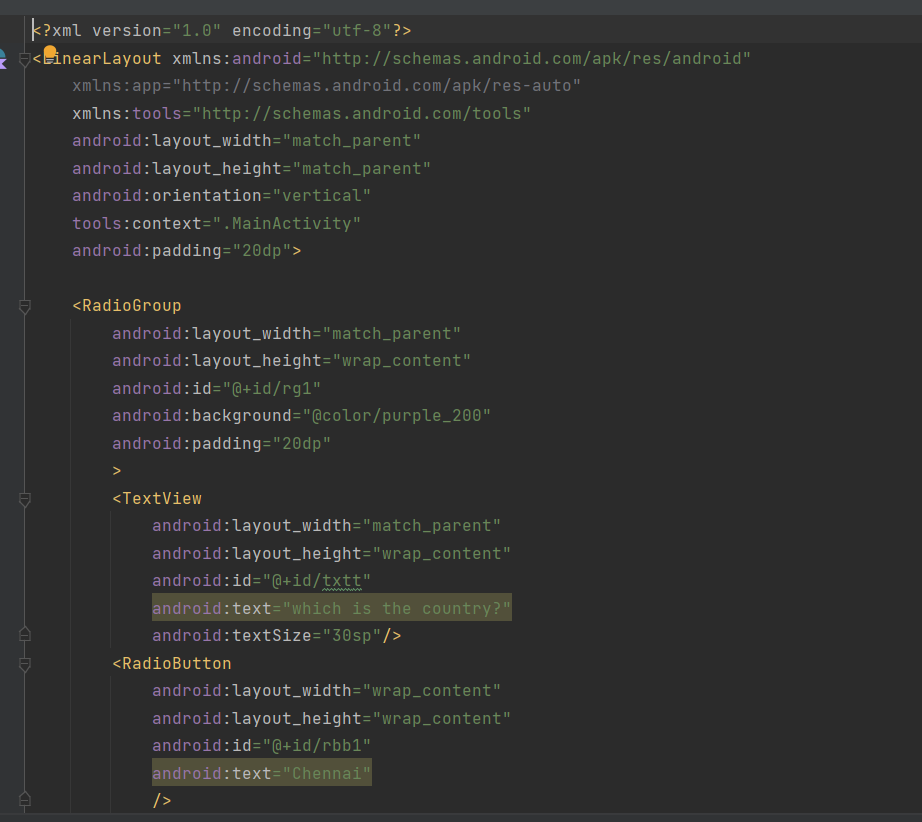 <?xml version="1.0" encoding="utf-8"?>
<LinearLayout xmlns:android="http://schemas.android.com/apk/res/android"
    xmlns:app="http://schemas.android.com/apk/res-auto"
    xmlns:tools="http://schemas.android.com/tools"
    android:layout_width="match_parent"
    android:layout_height="match_parent"
    android:orientation="vertical"
    tools:context=".MainActivity"
    android:padding="20dp">

    <RadioGroup
        android:layout_width="match_parent"
        android:layout_height="wrap_content"
        android:id="@+id/rg1"
        android:background="@color/purple_200"
        android:padding="20dp"
        >
        <TextView
            android:layout_width="match_parent"
            android:layout_height="wrap_content"
            android:id="@+id/txtt"
            android:text="which is the country?"
            android:textSize="30sp"/>
        <RadioButton
            android:layout_width="wrap_content"
            android:layout_height="wrap_content"
            android:id="@+id/rbb1"
            android:text="Chennai"
            />